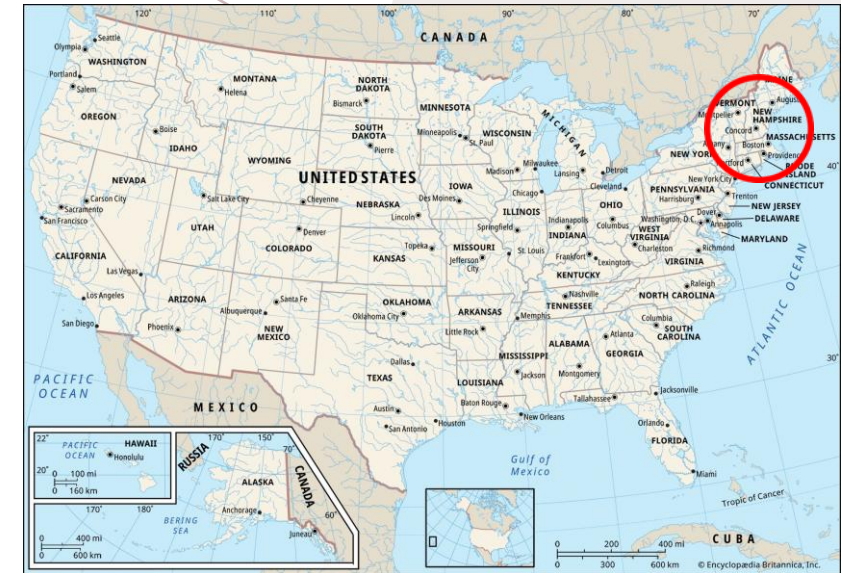 120°
110°
100°
90°
80°
70°
CANADA
Seattle
Olympia
WASHINGTON
Portland
Salem
OREGON
MONTANA
Helena
Boise
IDAHO
NORTH
DAKOTA
Bismarck
SOUTH
DAKOTA
Pierre
MINNESOTA
Minneapolis
St. Paul
WISCONSIN
Madison
Milwaukee
MICHIGAN
Lansing
Detroit
VERMONT
Montpelier
NEW
HAMPSHIRE
Concord
MASSACHUSETTS
Boston
Albany
NEW YORK
RHODE
ISLAND
CONNECTICUT
New York City
40°
WYOMING
Cheyenne
UNITED STATES
NEVADA
Carson City
Sacramento
San Francisco
Salt Lake City
UTAH
CALIFORNIA
Las Vegas
Los Angeles
San Diego
Denver
COLORADO
NEBRASKA
Lincoln
IOWA
Des Moines
Chicago
ILLINOIS
Springfield
Indianapolis
INDIANA
Cleveland
OHIO
Columbus
PENNSYLVANIA
Harrisburg
Trenton
NEW JERSEY
Dover
DELAWARE
Washington, D.C.
Annapolis
MARYLAND
WEST
VIRGINIA
Charleston
Richmond
VIRGINIA
Topeka
KANSAS
MISSOURI
Jefferson
City
St. Louis
Frankfort
Lexington
KENTUCKY
ARIZONA
Phoenix
Santa Fe
Albuquerque
NEW
MEXICO
OKLAHOMA
Oklahoma City
ARKANSAS
Little Rock
Nashville
TENNESSEE
Memphis
Raleigh
NORTH CAROLINA
Columbia
SOUTH
CAROLINA
Atlanta
GEORGIA
ALABAMA
Montgomery
MISSISSIPPI
Jackson
Dallas
TEXAS
Austin
San Antonio
Houston
LOUISIANA
Baton Rouge
New Orleans
Tallahassee
Jacksonville
Orlando
FLORIDA
Miami
ATLANTIC OCEAN
30°
PACIFIC
OCEAN
MEXICO
Gulf of
Mexico
Tropic of Cancer
CUBA
22°
PACIFIC
OCEAN
HAWAII
Honolulu
20°
0 100 mi
0 160 km
170°
150°
RUSSIA
ALASKA
CANADA
Anchorage
Juneau
60°
170°
180°
BERING
SEA
0 400 mi
0 600 km
0 200 400 mi
0 300 600 km
© Encyclopædia Britannica, Inc.